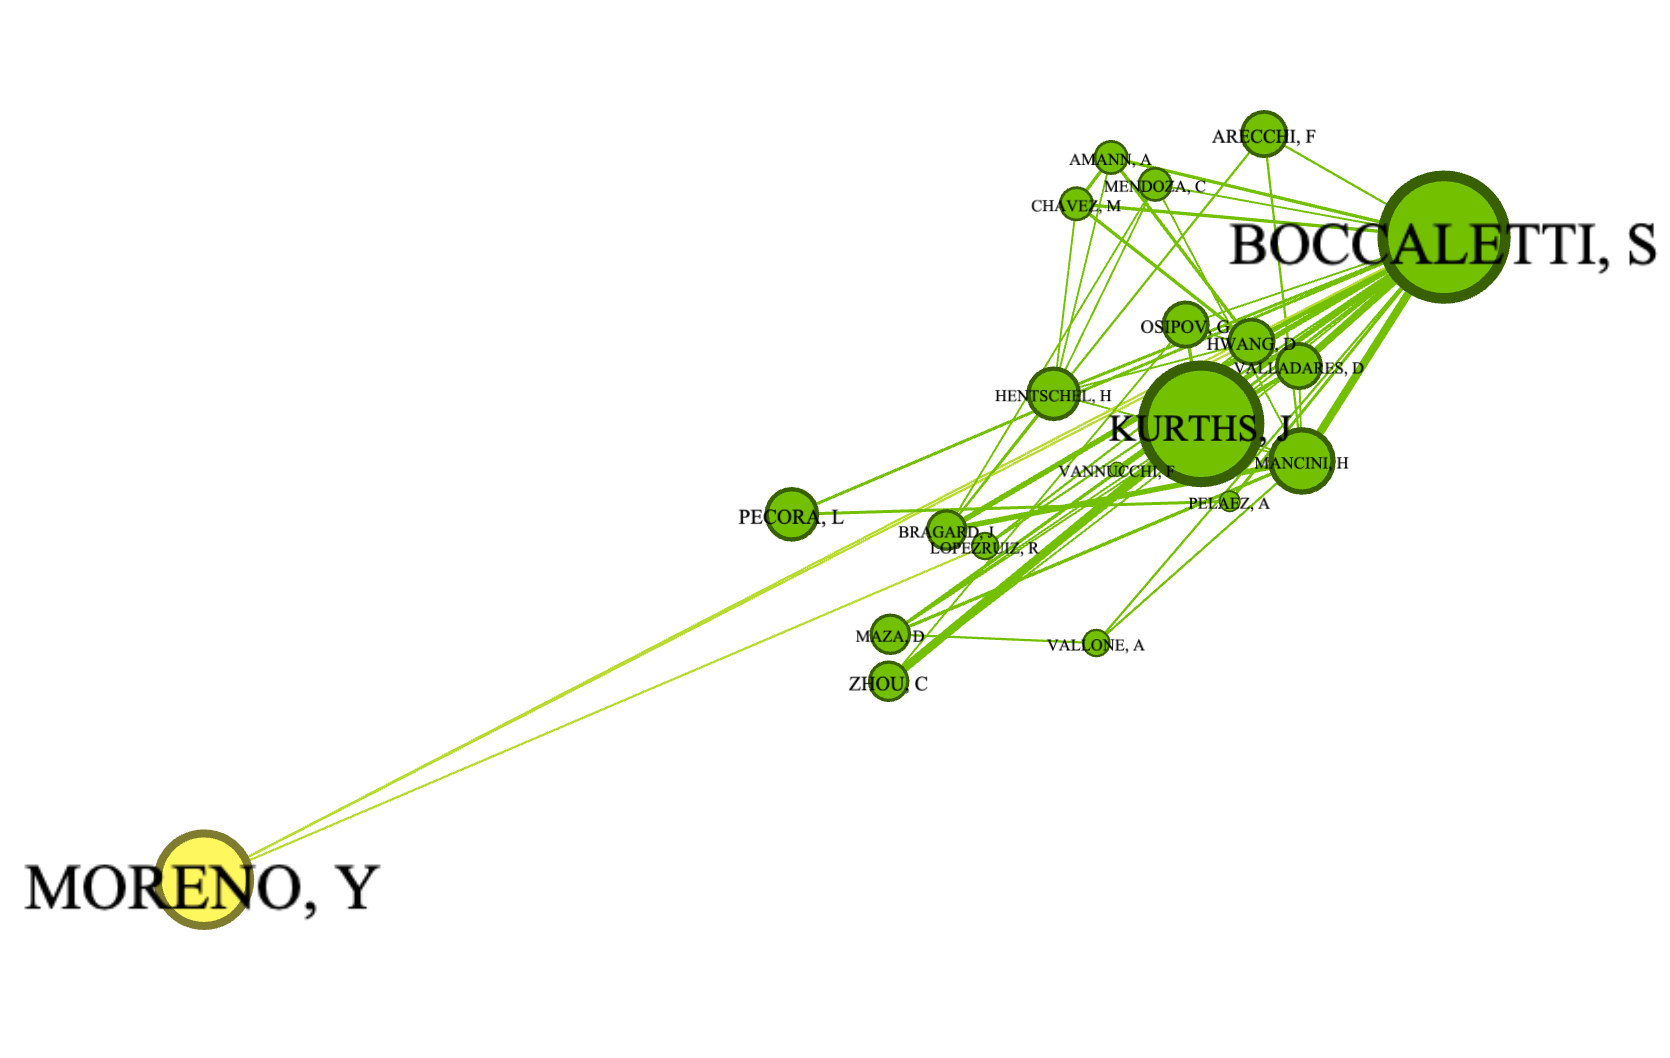 ARECCHI, F
AMANN, A
MENDOZA, C
CHAVEZ, M
BOCCALETTI, S
OSIPOV, G
HWANG, D
VALLADARES, D
HENTSCHEL, H
KURTHS, J
MANCINI, H
VANNUCCHI, F
PELAEZ, A
PECORA, L
BRAGARD, J
LOPEZRUIZ, R
MAZA, D
VALLONE, A
ZHOU, C
MORENO, Y